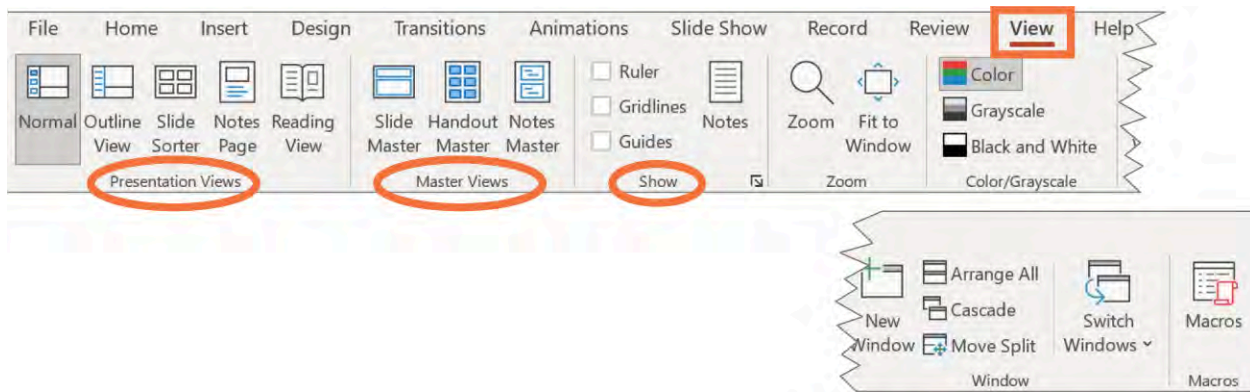 File Home Insert Design Transitions Animations Slide Show Record Review View Help
Normal Outline View Slide Sorter Notes Page Reading View
Presentation Views
Slide Master Handout Master Notes Master
Master Views
Ruler
Gridlines
Guides
Notes
Show
Zoom Fit to Window
Zoom
Color
Grayscale
Black and White
Color/Grayscale
New Window
Arrange All
Cascade
Move Split
Switch Windows
Window
Macros
Macros